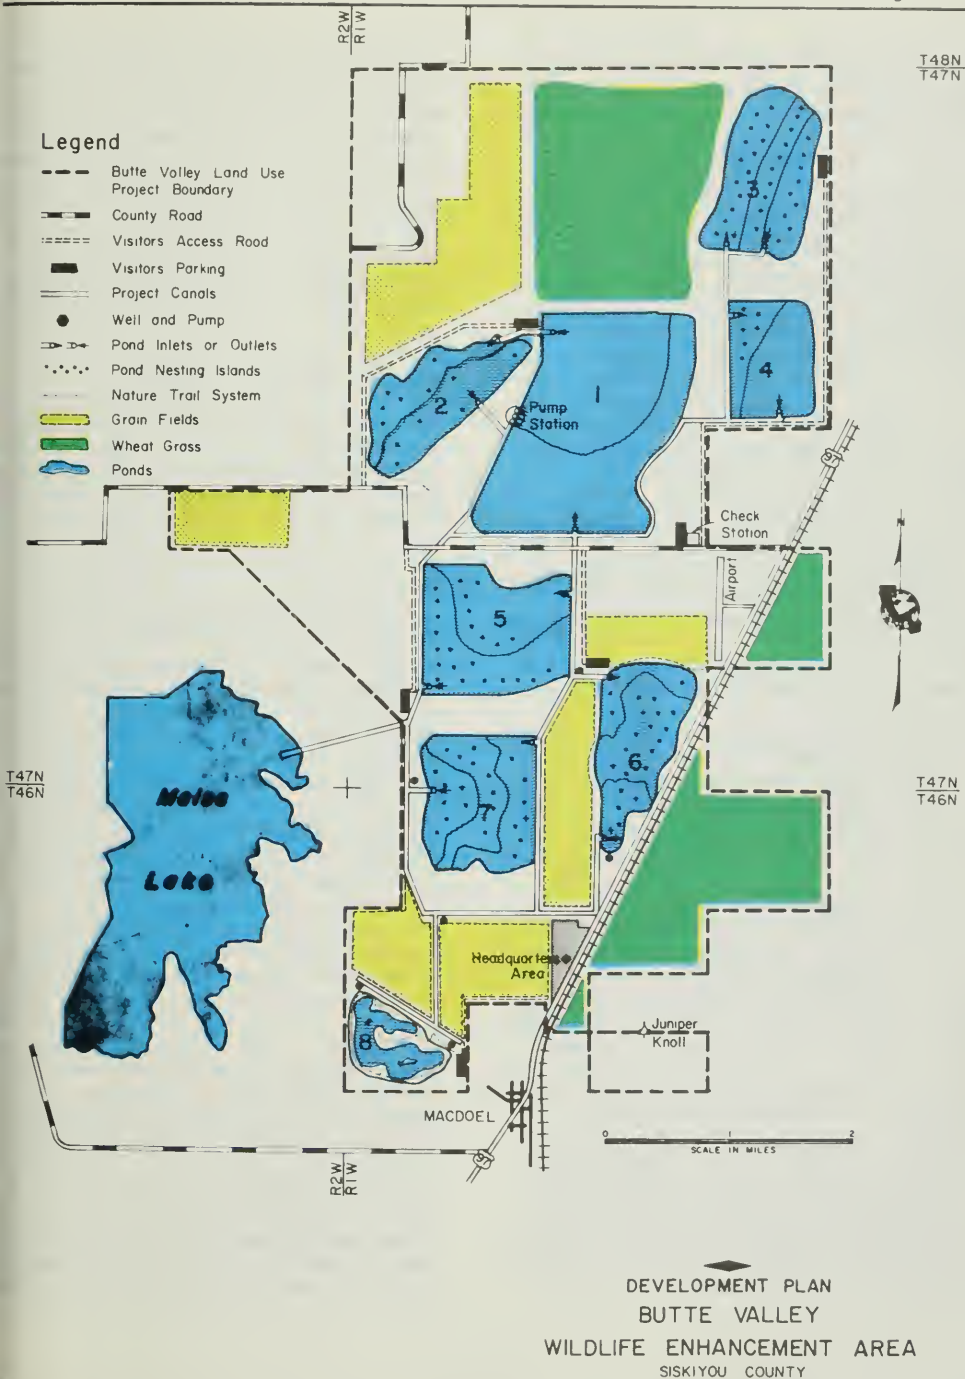 R2W
R1W
T48N
T47N
Legend
Butte Valley Land Use
Project Boundary
County Road
Visitors Access Road
Visitors Parking
Project Canals
Well and Pump
Pond Inlets or Outlets
Pond Nesting Islands
Nature Trail System
Grain Fields
Wheat Grass
Ponds
3
4
1
2
Pump
Station
97
Check
Station
Airport
5
6
7
T47N
T46N
T47N
T46N
Meiss
Lake
Headquarters
Area
8
Juniper
Knoll
MACDOEL
97
0 1 2
SCALE IN MILES
R2W
R1W
DEVELOPMENT PLAN
BUTTE VALLEY
WILDLIFE ENHANCEMENT AREA
SISKIYOU COUNTY